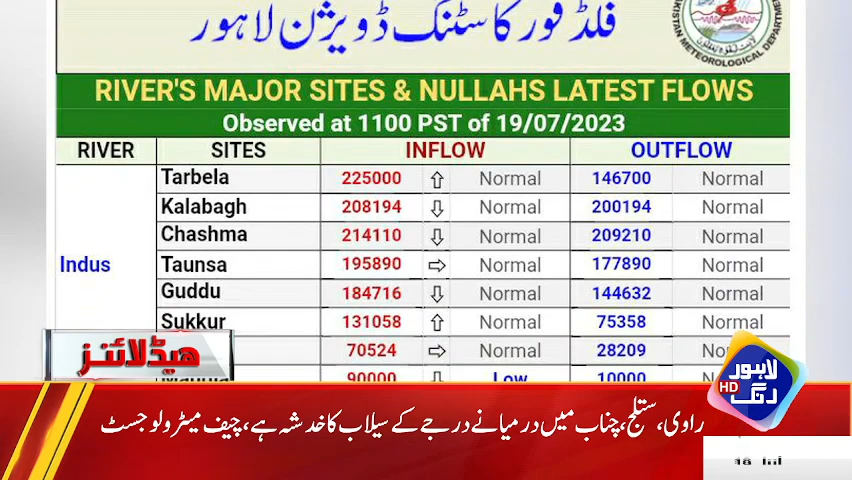 فلڈ فور کاسٹنگ ڈویژن لاہور
RIVER'S MAJOR SITES & NULLAHS LATEST FLOWS
Observed at 1100 PST of 19/07/2023
RIVER SITES INFLOW OUTFLOW
Tarbela 225000 ⇧ Normal 146700 Normal
Kalabagh 208194 ⇩ Normal 200194 Normal
Chashma 214110 ⇩ Normal 209210 Normal
Indus Taunsa 195890 ⇨ Normal 177890 Normal
Guddu 184716 ⇩ Normal 144632 Normal
Sukkur 131058 ⇧ Normal 75358 Normal
70524 ⇨ Normal 28209
90000 ⇩ Low 10000
ہیڈلائنز
لاہور
رنگ
HD
راوی، ستلج، چناب میں درمیانے درجے کے سیلاب کا خدشہ ہے، چیف میٹرولوجسٹ